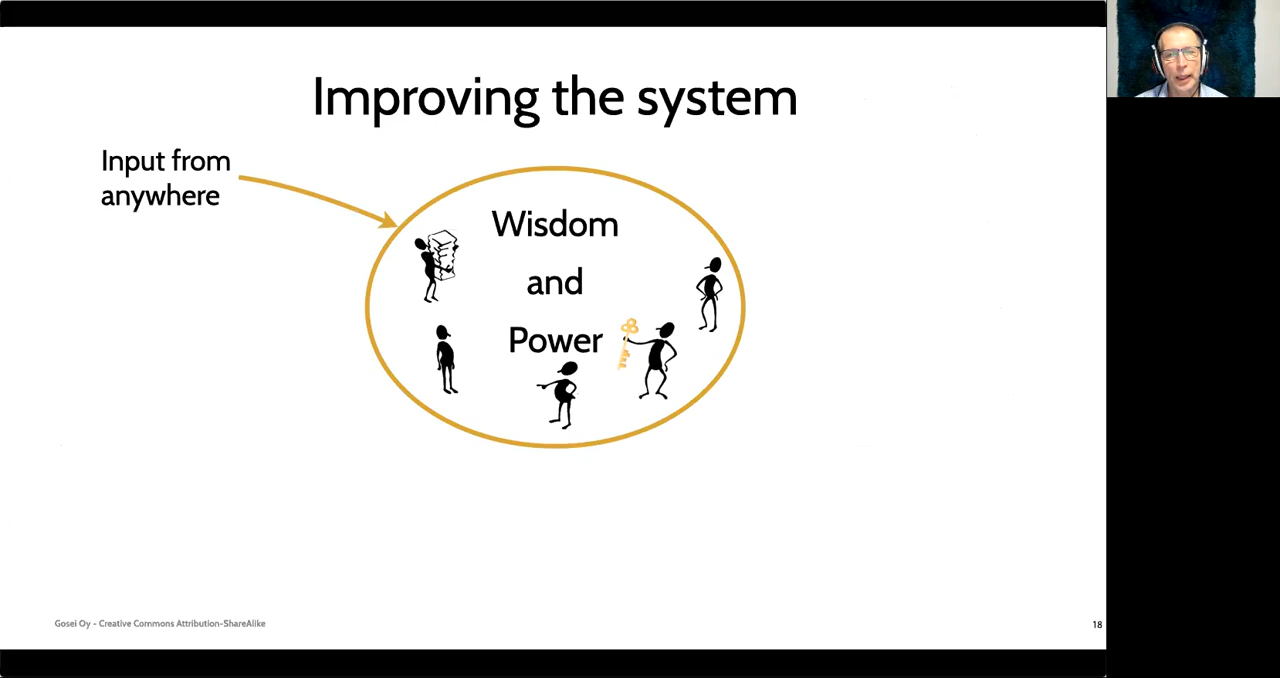 Improving the system
Input from
anywhere
Wisdom
and
Power
Gosei Oy - Creative Commons Attribution-ShareAlike
18